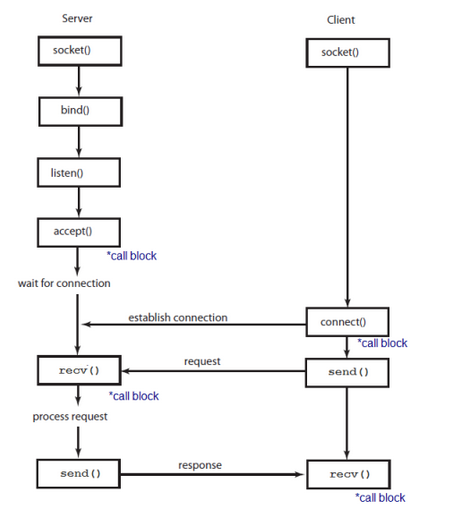 Server
Client
socket()
socket()
bind()
listen()
accept()
*call block
wait for connection
establish connection
connect()
*call block
request
recv()
send()
*call block
process request
response
send()
recv()
*call block